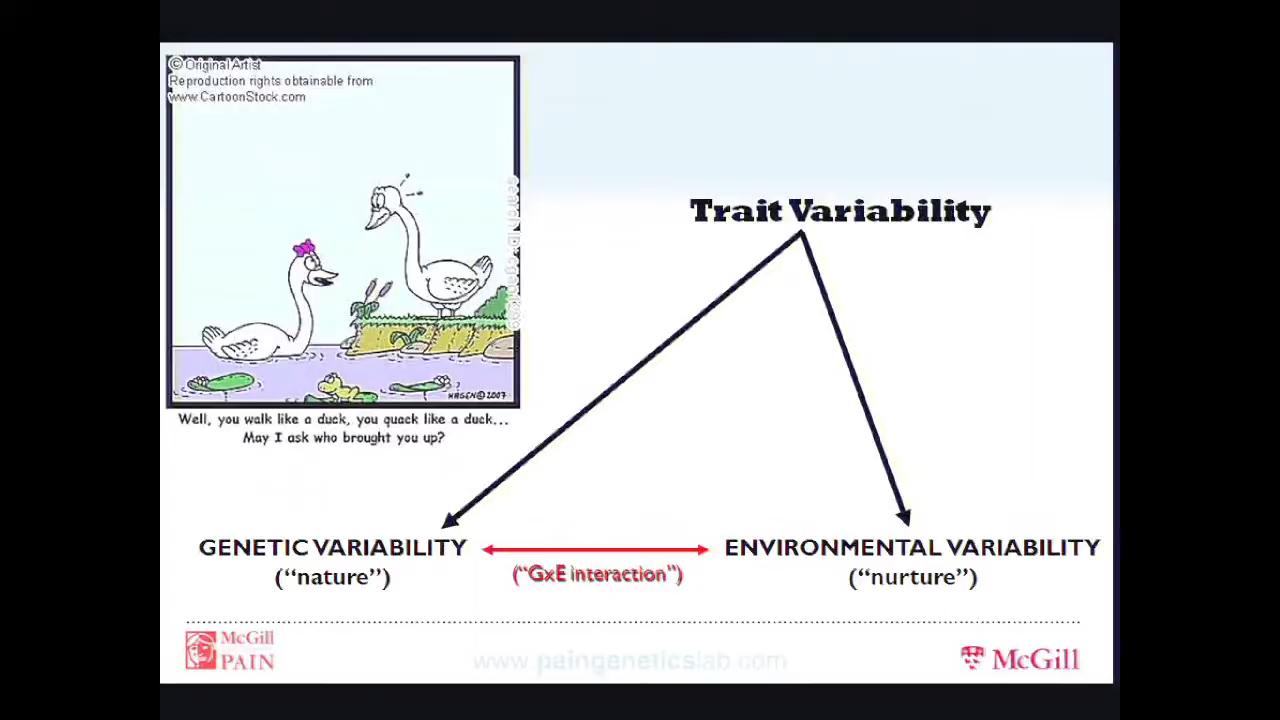 © Original Artist
Reproduction rights obtainable from
www.CartoonStock.com
HAGEN © 2007
Well, you walk like a duck, you quack like a duck...
May I ask who brought you up?
Trait Variability
GENETIC VARIABILITY
("nature")
("GxE interaction")
ENVIRONMENTAL VARIABILITY
("nurture")
McGill
PAIN
www.paingeneticslab.com
McGill